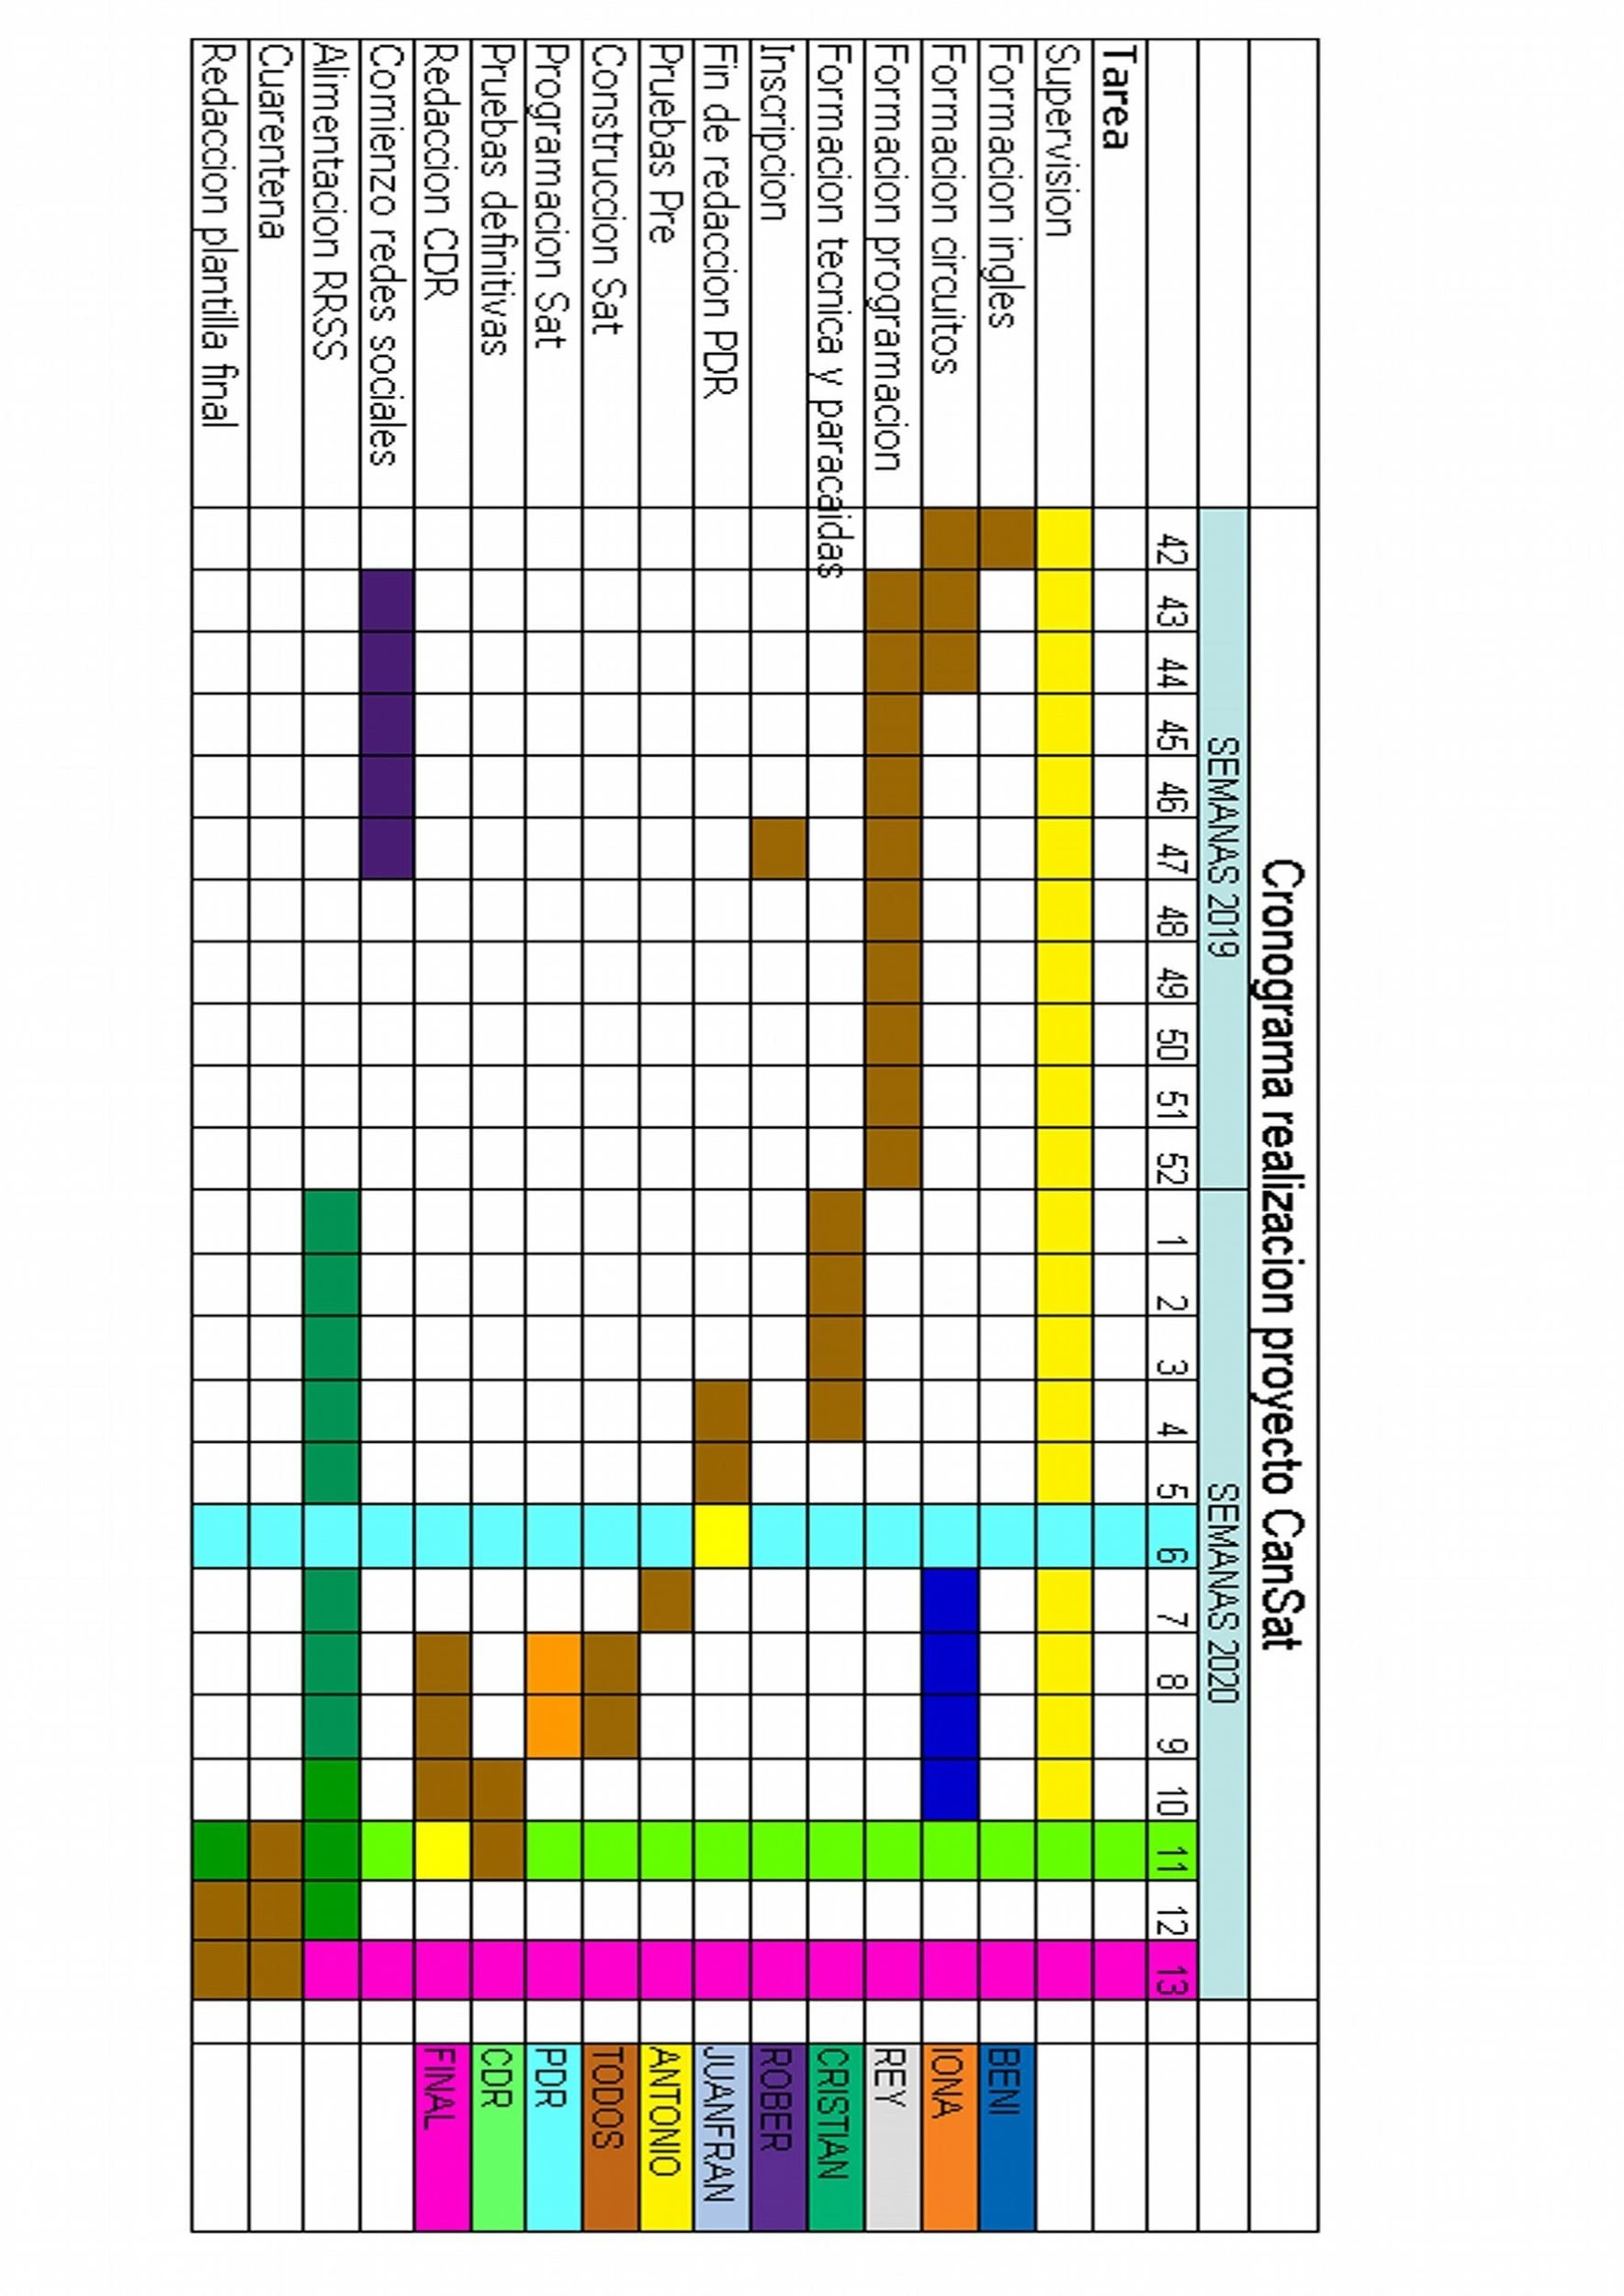 Cronograma realizacion proyecto CanSat
SEMANAS 2019 SEMANAS 2020
42 43 44 45 46 47 48 49 50 51 52 1 2 3 4 5 6 7 8 9 10 11 12 13
Tarea
Supervision
Formacion ingles BENI
Formacion circuitos IONA
Formacion programacion REY
Formacion tecnica y paracaidas CRISTIAN
Inscripcion ROBER
Fin de redaccion PDR JUANFRAN
Pruebas Pre ANTONIO
Construccion Sat TODOS
Programacion Sat PDR
Pruebas definitivas CDR
Redaccion CDR FINAL
Comienzo redes sociales
Alimentacion RRSS
Cuarentena
Redaccion plantilla final